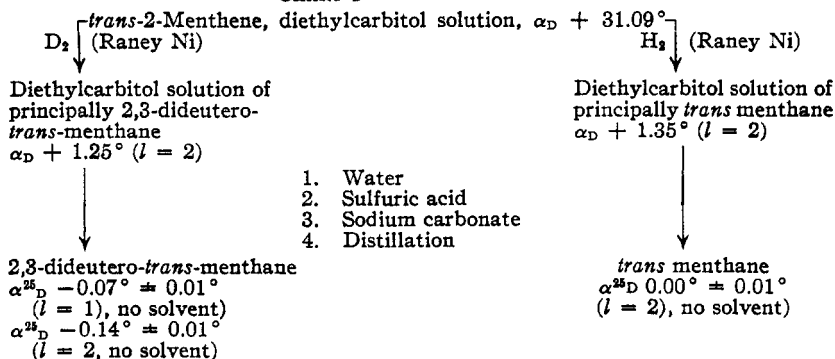 trans-2-Menthene, diethylcarbitol solution, αD + 31.09°
D₂ (Raney Ni)
H₂ (Raney Ni)
Diethylcarbitol solution of
principally 2,3-dideutero-
trans-menthane
αD + 1.25° (l = 2)
Diethylcarbitol solution of
principally trans menthane
αD + 1.35° (l = 2)
1. Water
2. Sulfuric acid
3. Sodium carbonate
4. Distillation
2,3-dideutero-trans-menthane
α²⁵D −0.07° ± 0.01°
(l = 1), no solvent)
α²⁵D −0.14° ± 0.01°
(l = 2, no solvent)
trans menthane
α²⁵D 0.00° ± 0.01°
(l = 2), no solvent)